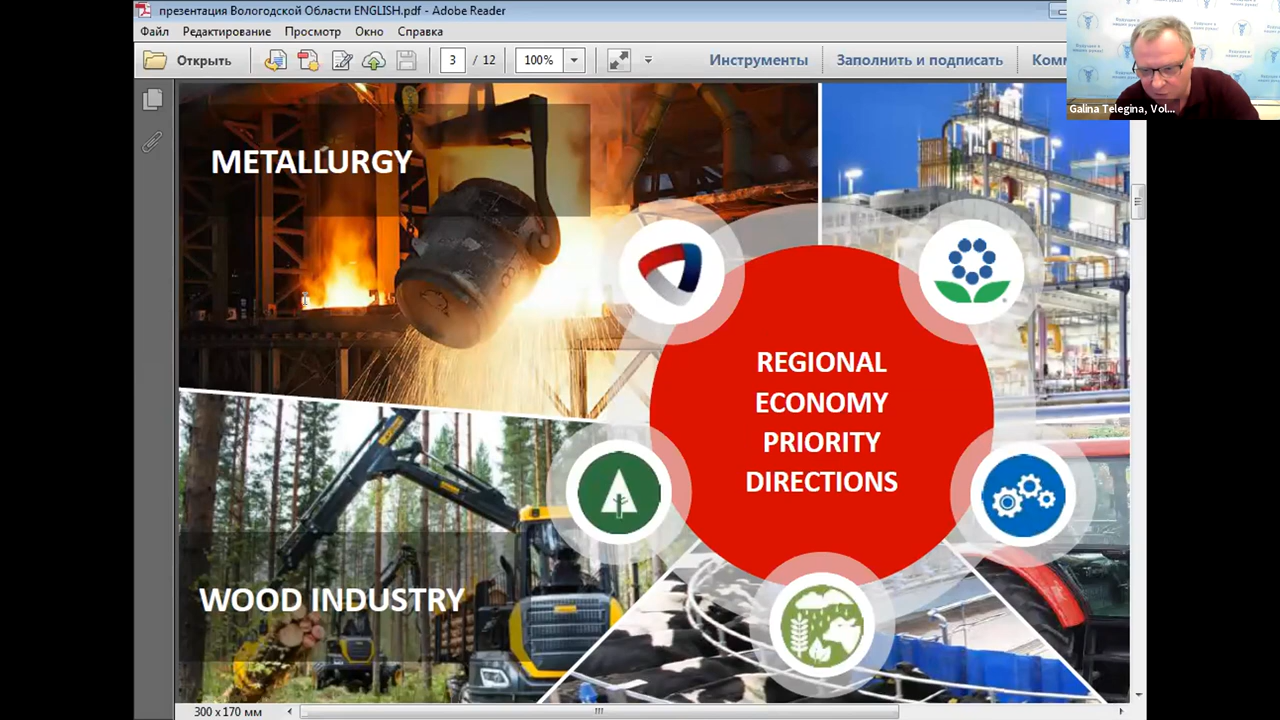 презентация Вологодской Области ENGLISH.pdf - Adobe Reader
Файл Редактирование Просмотр Окно Справка
Открыть 3 / 12 100% Инструменты Заполнить и подписать
METALLURGY
REGIONAL
ECONOMY
PRIORITY
DIRECTIONS
WOOD INDUSTRY
300 x 170 мм
Galina Telegina, Vol...